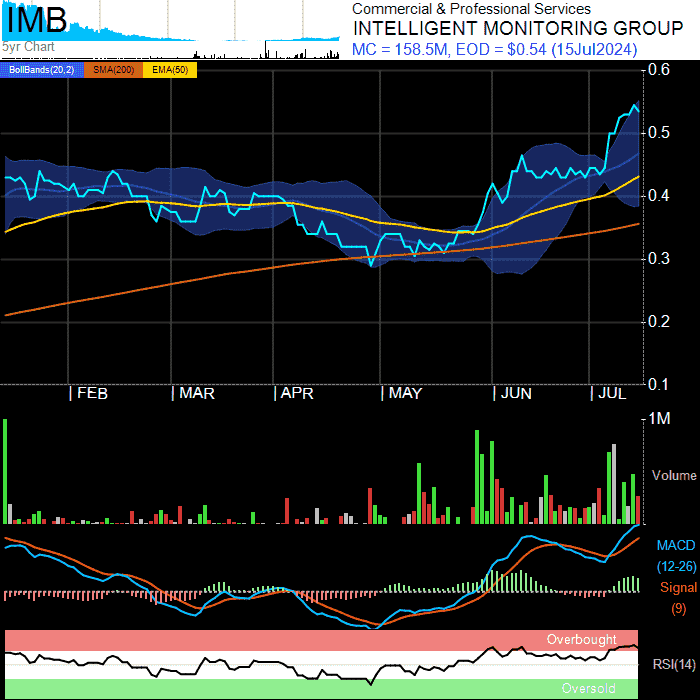 IMB
5yr Chart
Commercial & Professional Services
INTELLIGENT MONITORING GROUP
MC = 158.5M, EOD = $0.54 (15Jul2024)
BollBands(20,2) SMA(200) EMA(50)
0.6
0.5
0.4
0.3
0.2
0.1
FEB MAR APR MAY JUN JUL
1M
Volume
MACD
(12-26)
Signal
(9)
Overbought
RSI(14)
Oversold